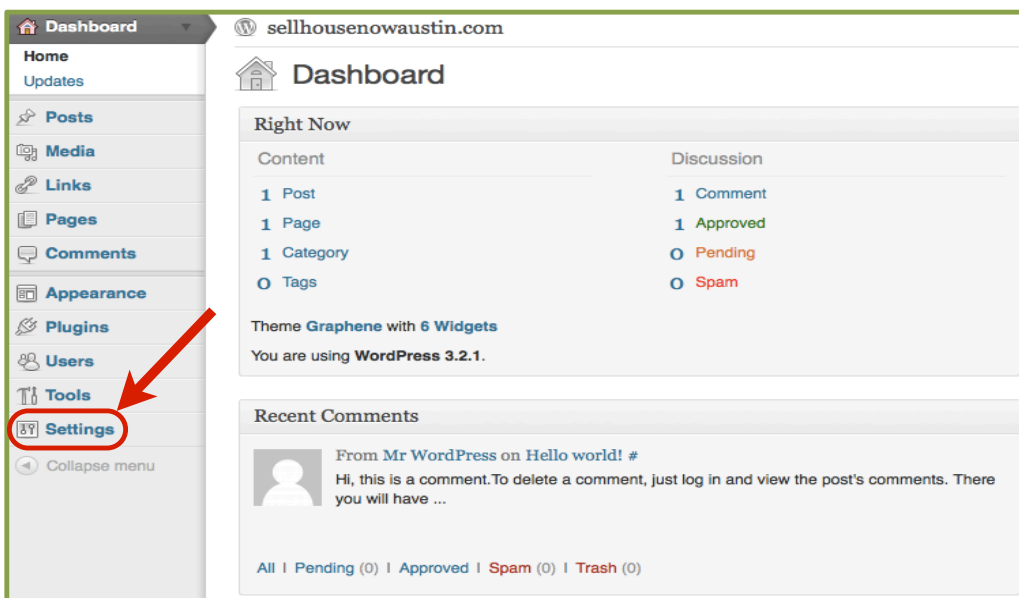 Dashboard
Home
Updates
Posts
Media
Links
Pages
Comments
Appearance
Plugins
Users
Tools
Settings
Collapse menu
sellhousenowaustin.com
Dashboard
Right Now
Content
1 Post
1 Page
1 Category
0 Tags
Discussion
1 Comment
1 Approved
0 Pending
0 Spam
Theme Graphene with 6 Widgets
You are using WordPress 3.2.1.
Recent Comments
From Mr WordPress on Hello world! #
Hi, this is a comment.To delete a comment, just log in and view the post's comments. There
you will have ...
All | Pending (0) | Approved | Spam (0) | Trash (0)